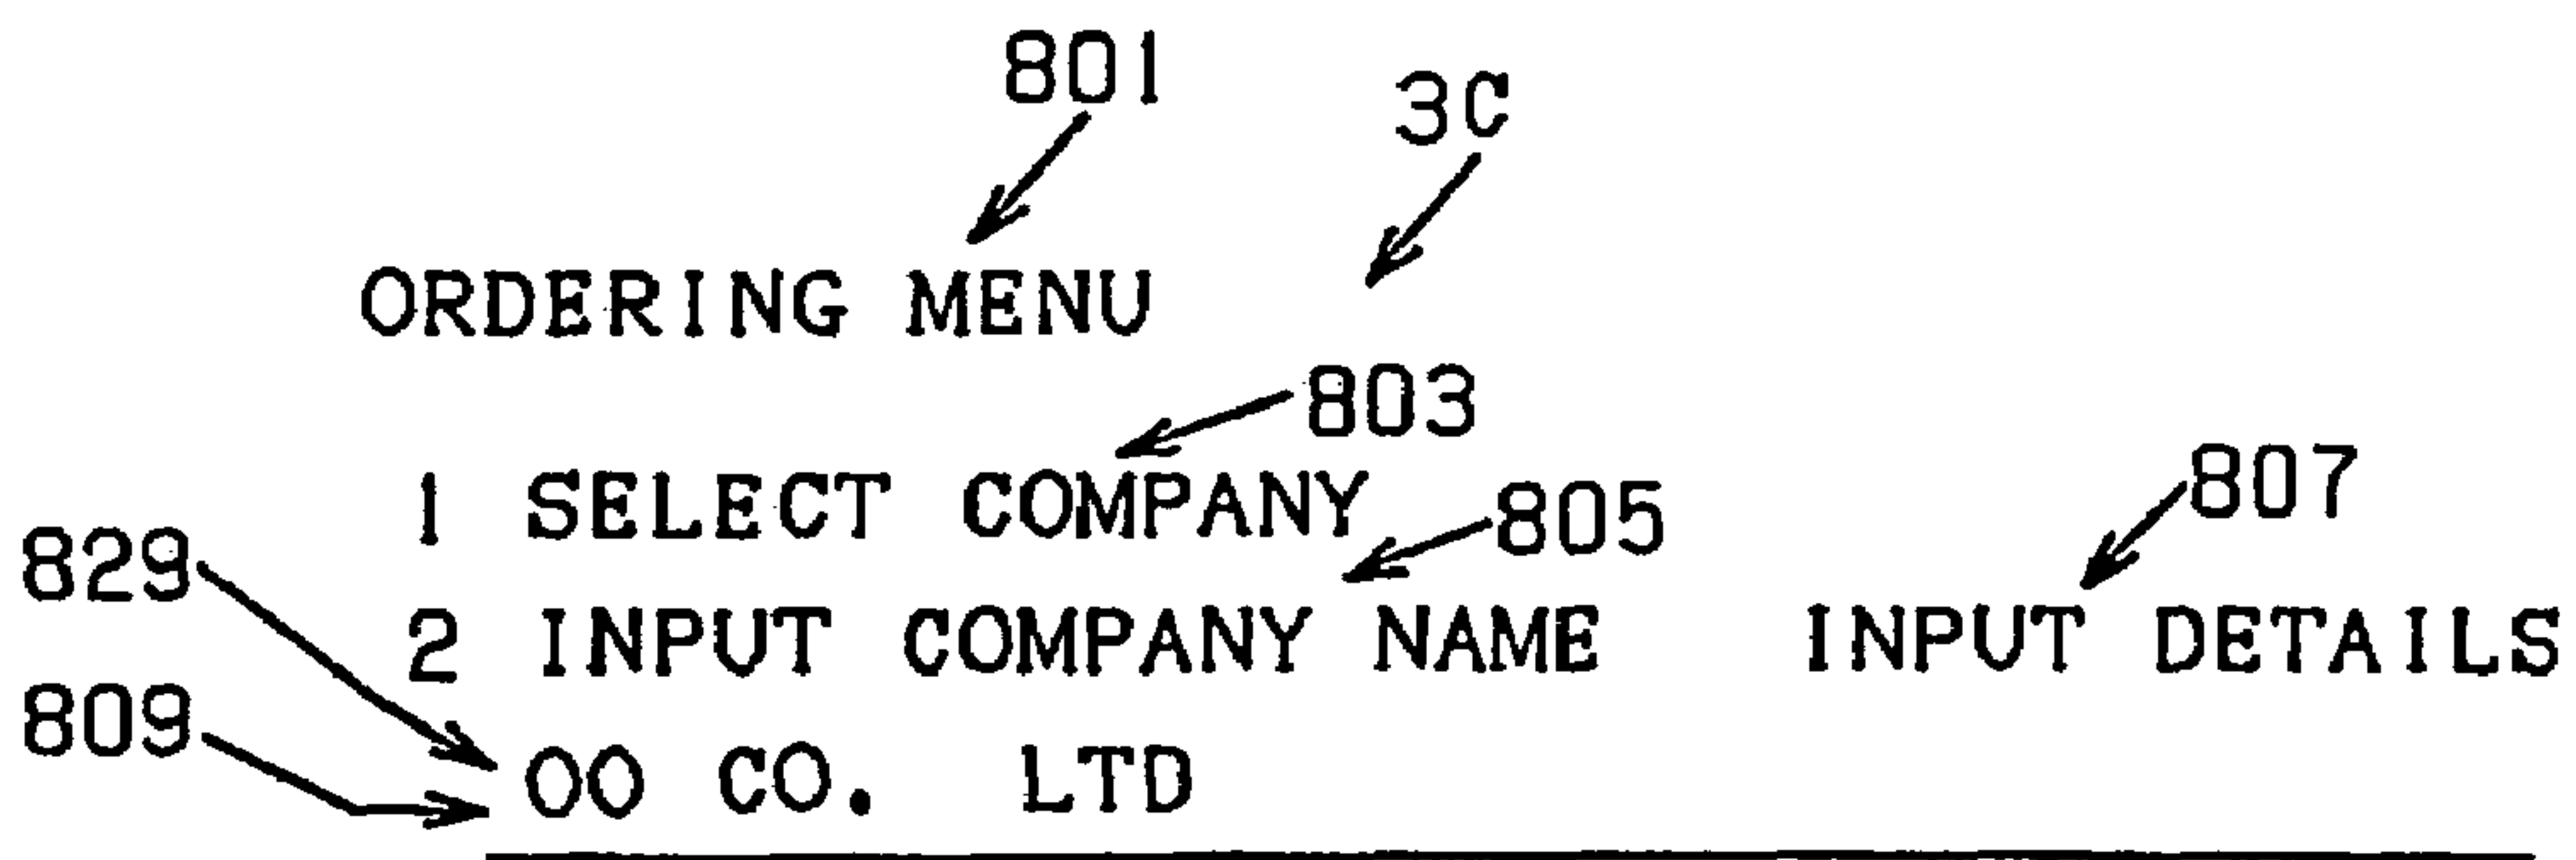 801
3C
ORDERING MENU
803
1 SELECT COMPANY
805
807
829
2 INPUT COMPANY NAME INPUT DETAILS
809
OO CO. LTD